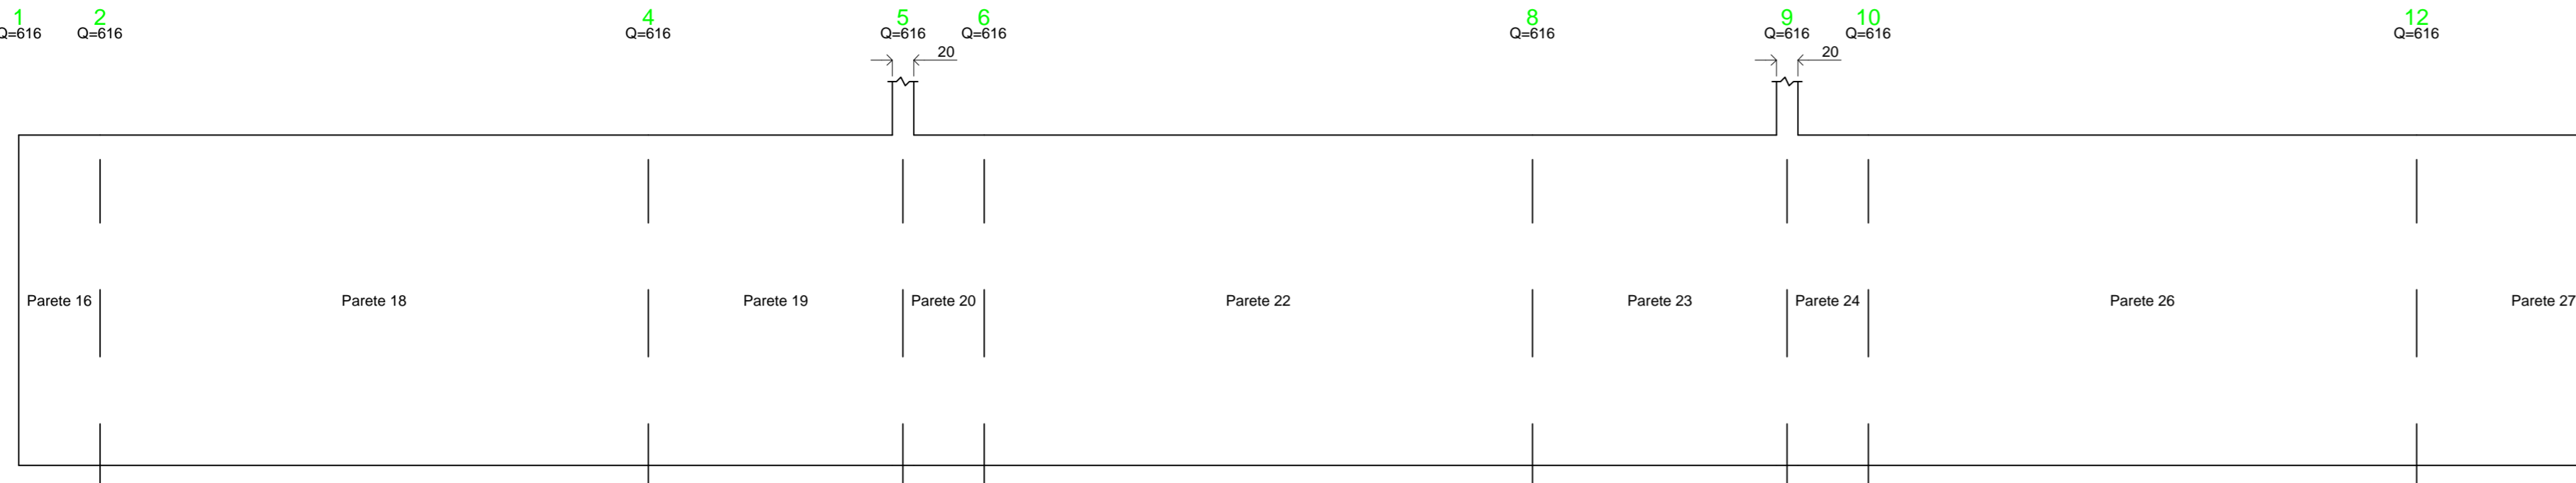 1 2 4 5 6 8 9 10 12
Q=616 Q=616 Q=616 Q=616 Q=616 Q=616 Q=616 Q=616 Q=616
20 20
Parete 16 Parete 18 Parete 19 Parete 20 Parete 22 Parete 23 Parete 24 Parete 26 Parete 27